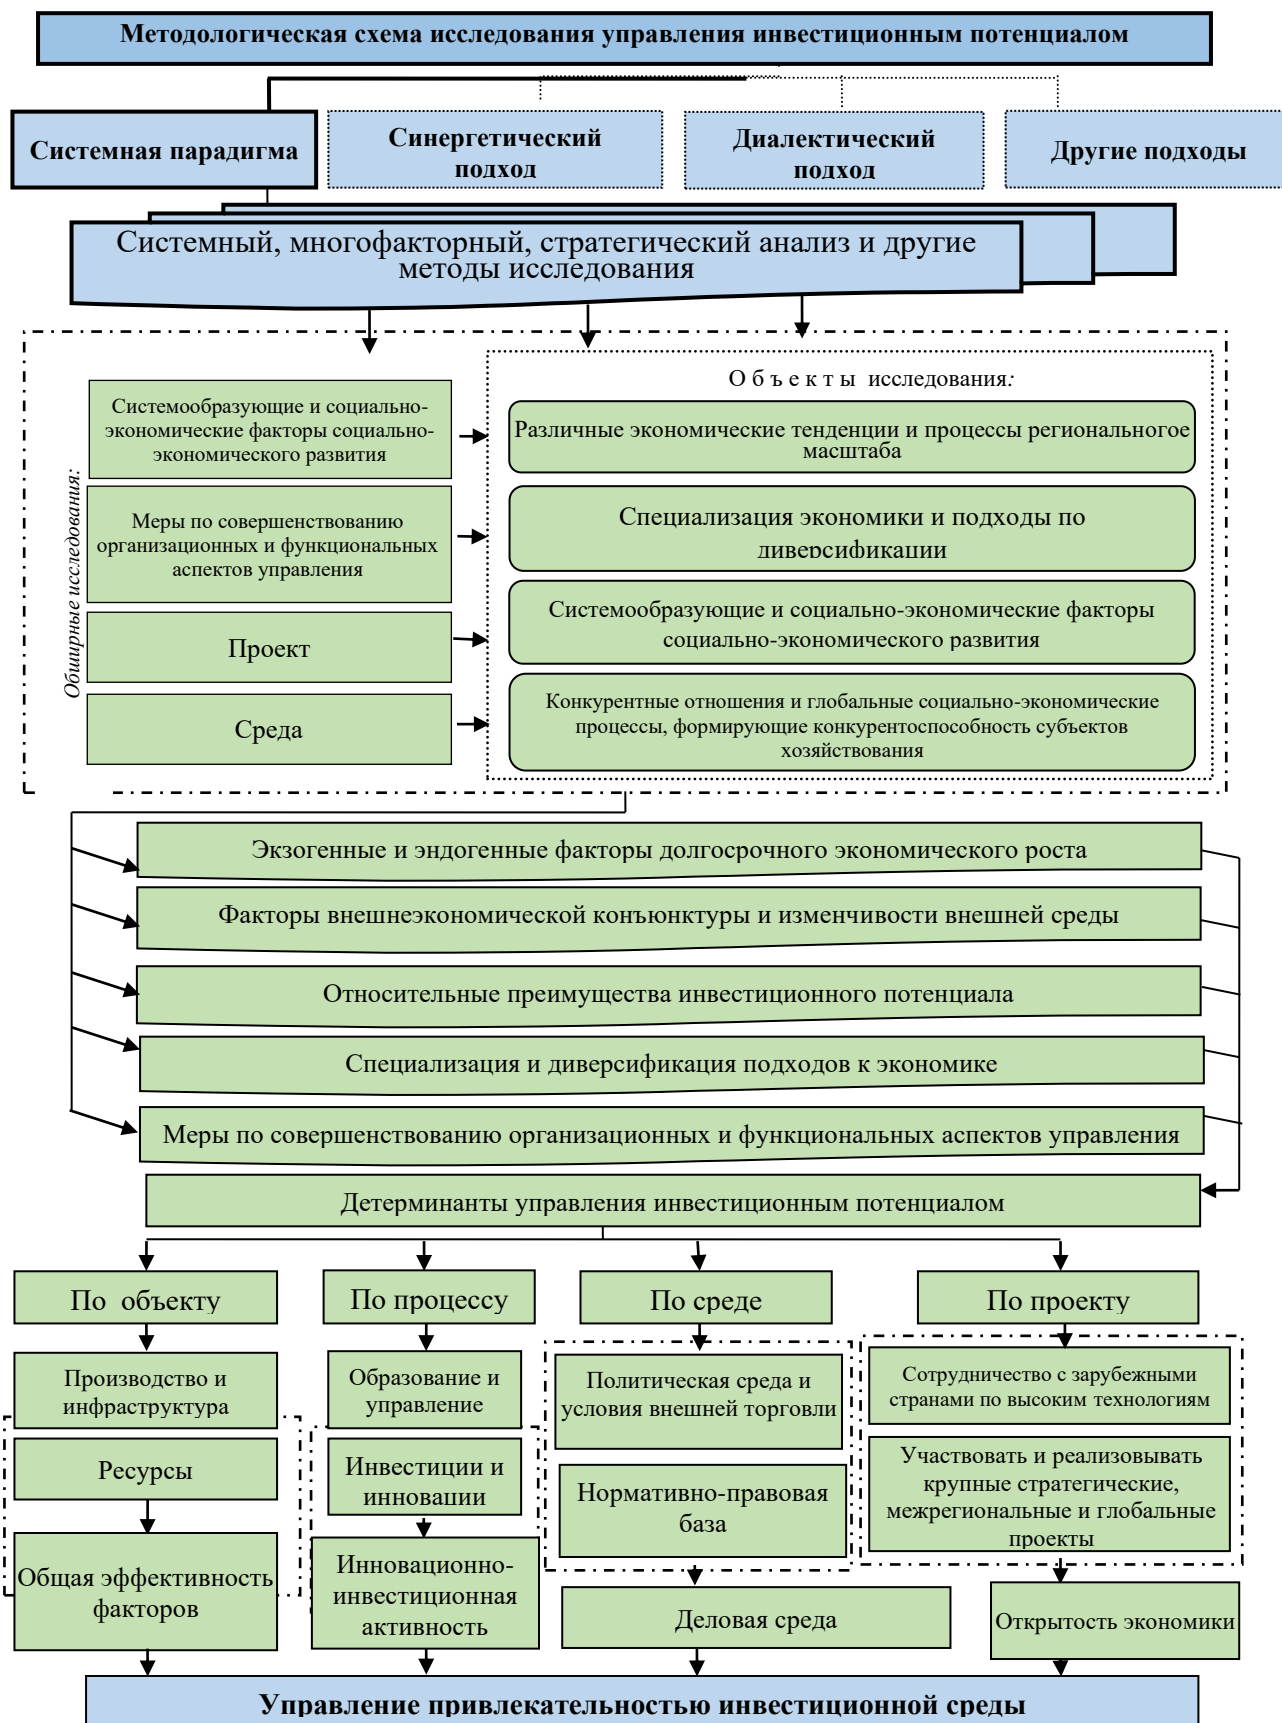 Методологическая схема исследования управления инвестиционным потенциалом
Системная парадигма
Синергетический
подход
Диалектический
подход
Другие подходы
Системный, многофакторный, стратегический анализ и другие
методы исследования
Обширные исследования:
Системообразующие и социально-
экономические факторы социально-
экономического развития
Меры по совершенствованию
организационных и функциональных
аспектов управления
Проект
Среда
О б ъ е к т ы исследования:
Различные экономические тенденции и процессы региональногое
масштаба
Специализация экономики и подходы по
диверсификации
Системообразующие и социально-экономические факторы
социально-экономического развития
Конкурентные отношения и глобальные социально-экономические
процессы, формирующие конкурентоспособность субъектов
хозяйствования
Экзогенные и эндогенные факторы долгосрочного экономического роста
Факторы внешнеэкономической конъюнктуры и изменчивости внешней среды
Относительные преимущества инвестиционного потенциала
Специализация и диверсификация подходов к экономике
Меры по совершенствованию организационных и функциональных аспектов управления
Детерминанты управления инвестиционным потенциалом
По объекту
По процессу
По среде
По проекту
Производство и
инфраструктура
Ресурсы
Общая эффективность
факторов
Образование и
управление
Инвестиции и
инновации
Инновационно-
инвестиционная
активность
Политическая среда и
условия внешней торговли
Нормативно-правовая
база
Деловая среда
Сотрудничество с зарубежными
странами по высоким технологиям
Участвовать и реализовывать
крупные стратегические,
межрегиональные и глобальные
проекты
Открытость экономики
Управление привлекательностью инвестиционной среды